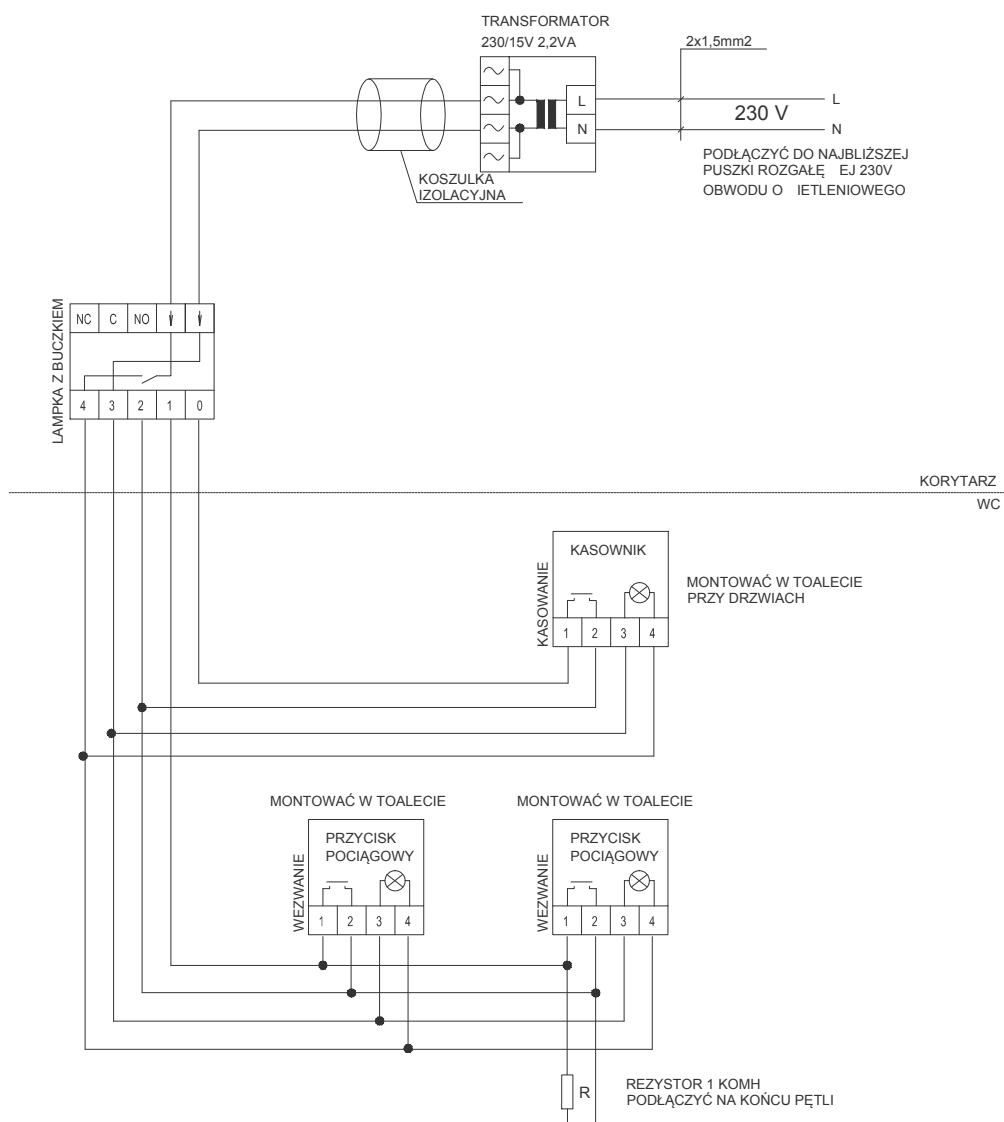 TRANSFORMATOR
230/15V 2,2VA
2x1,5mm2
L
L
230 V
N
N
PODŁĄCZYĆ DO NAJBLIŻSZEJ
PUSZKI ROZGAŁĘ EJ 230V
OBWODU O IETLENIOWEGO
KOSZULKA
IZOLACYJNA
LAMPKA Z BUCZKIEM
NC C NO
4 3 2 1 0
KORYTARZ
WC
KASOWANIE
KASOWNIK
1 2 3 4
MONTOWAĆ W TOALECIE
PRZY DRZWIACH
MONTOWAĆ W TOALECIE
WEZWANIE
PRZYCISK
POCIĄGOWY
1 2 3 4
MONTOWAĆ W TOALECIE
WEZWANIE
PRZYCISK
POCIĄGOWY
1 2 3 4
R
REZYSTOR 1 KOMH
PODŁĄCZYĆ NA KOŃCU PĘTLI